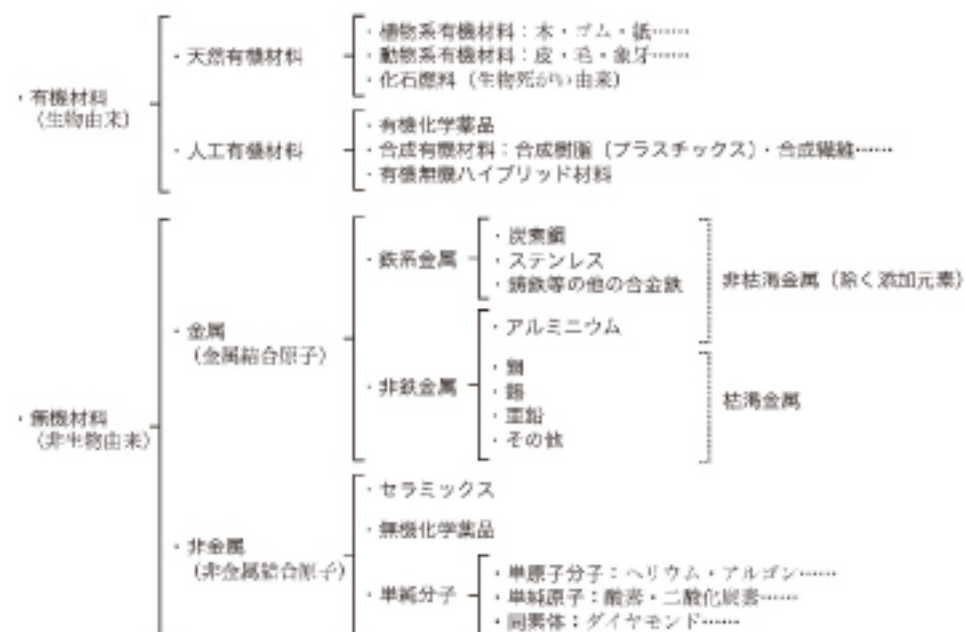 ・有機材料
(生物由来)
・天然有機材料
・植物系有機材料：木・ゴム・紙……
・動物系有機材料：皮・毛・象牙……
・化石燃料（生物死がい由来）
・人工有機材料
・有機化学薬品
・合成有機材料：合成樹脂（プラスチックス）・合成繊維……
・有機無機ハイブリッド材料
・無機材料
(非生物由来)
・金属
(金属結合原子)
・鉄系金属
・炭素鋼
・ステンレス
・鋳鉄等の他の合金鉄
・非鉄金属
・アルミニウム
・銅
・錫
・亜鉛
・その他
非枯渇金属（除く添加元素）
枯渇金属
・非金属
(非金属結合原子)
・セラミックス
・無機化学薬品
・単純分子
・単原子分子：ヘリウム・アルゴン……
・単純原子：酸素・二酸化炭素……
・同素体：ダイヤモンド……